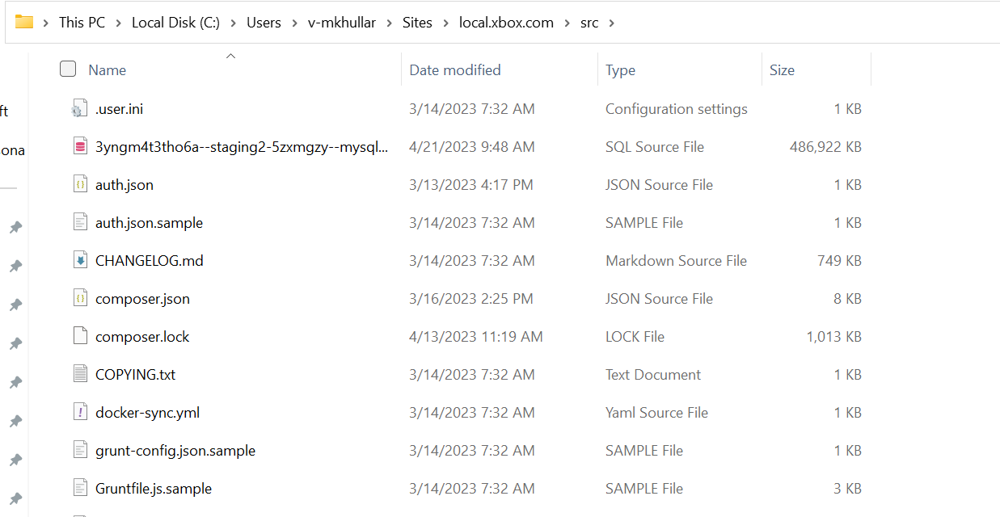 This PC > Local Disk (C:) > Users > v-mkhullar > Sites > local.xbox.com > src >
Name Date modified Type Size
.user.ini 3/14/2023 7:32 AM Configuration settings 1 KB
ft
3yngm4t3tho6a--staging2-5zxmgzy--mysql... 4/21/2023 9:48 AM SQL Source File 486,922 KB
ona
auth.json 3/13/2023 4:17 PM JSON Source File 1 KB
auth.json.sample 3/14/2023 7:32 AM SAMPLE File 1 KB
CHANGELOG.md 3/14/2023 7:32 AM Markdown Source File 749 KB
composer.json 3/16/2023 2:25 PM JSON Source File 8 KB
composer.lock 4/13/2023 11:19 AM LOCK File 1,013 KB
COPYING.txt 3/14/2023 7:32 AM Text Document 1 KB
docker-sync.yml 3/14/2023 7:32 AM Yaml Source File 1 KB
grunt-config.json.sample 3/14/2023 7:32 AM SAMPLE File 1 KB
Gruntfile.js.sample 3/14/2023 7:32 AM SAMPLE File 3 KB